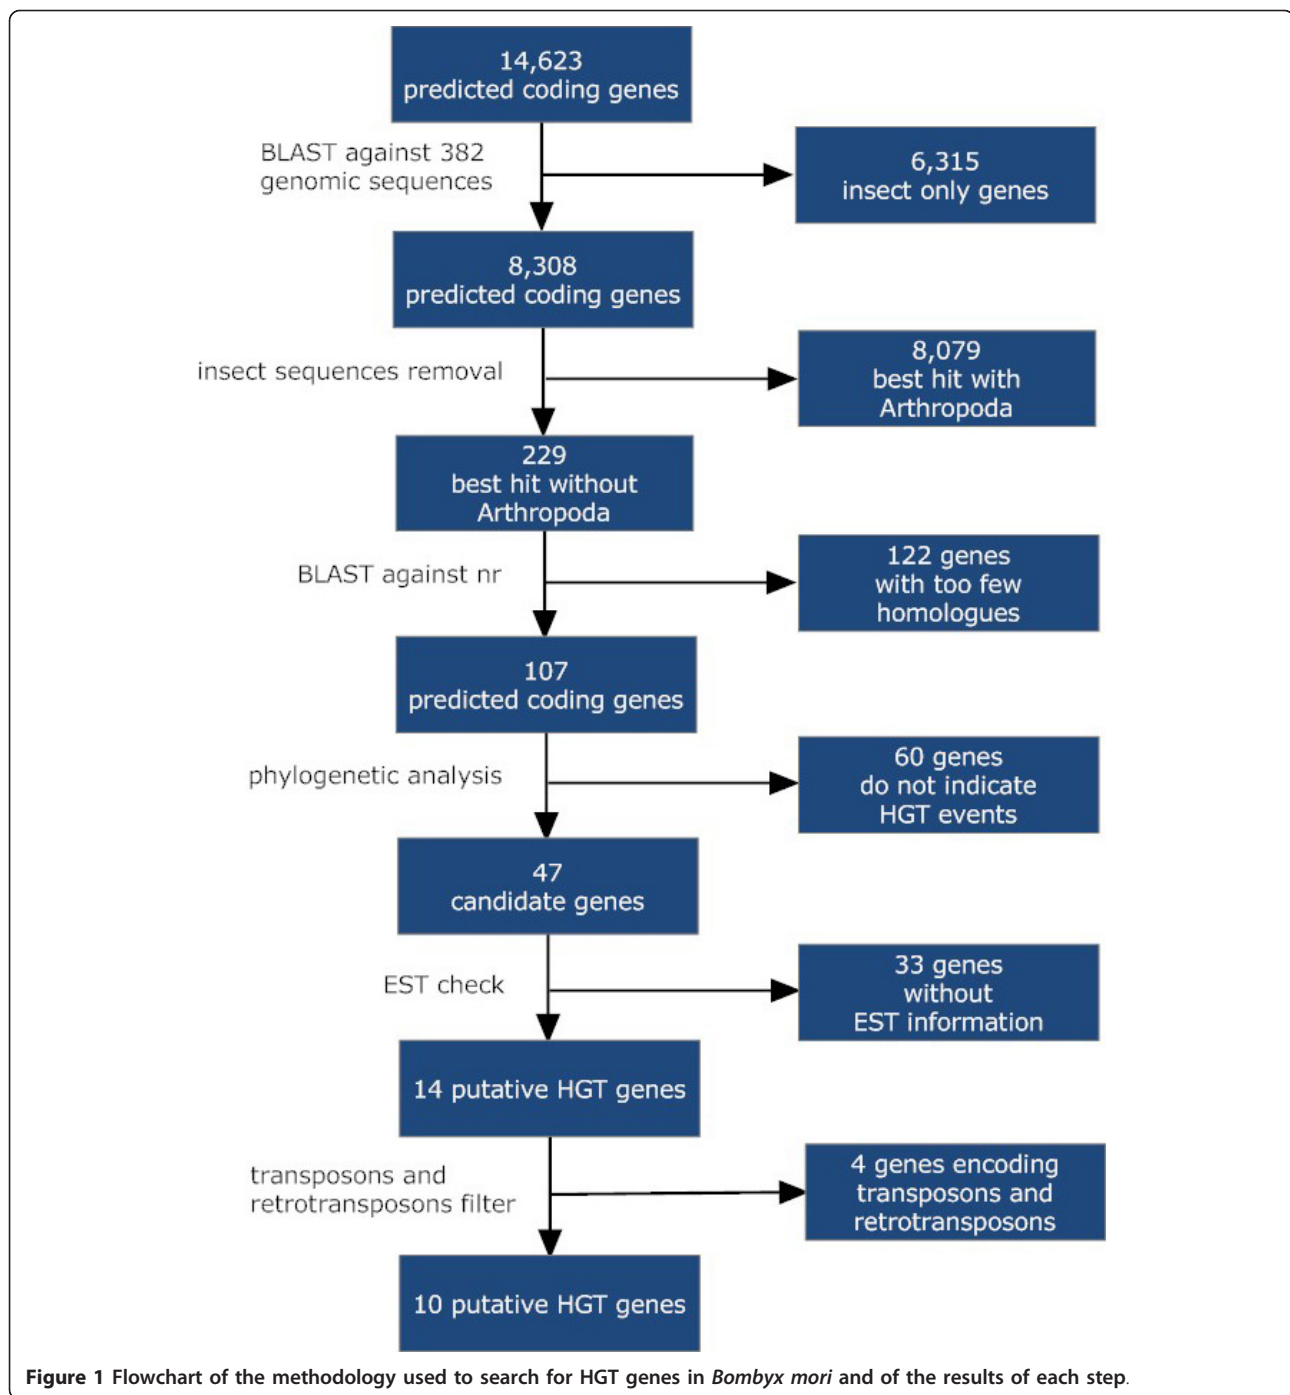 14,623
predicted coding genes
BLAST against 382
genomic sequences
6,315
insect only genes
8,308
predicted coding genes
insect sequences removal
8,079
best hit with
Arthropoda
229
best hit without
Arthropoda
BLAST against nr
122 genes
with too few
homologues
107
predicted coding genes
phylogenetic analysis
60 genes
do not indicate
HGT events
47
candidate genes
EST check
33 genes
without
EST information
14 putative HGT genes
transposons and
retrotransposons filter
4 genes encoding
transposons and
retrotransposons
10 putative HGT genes
Figure 1 Flowchart of the methodology used to search for HGT genes in Bombyx mori and of the results of each step.